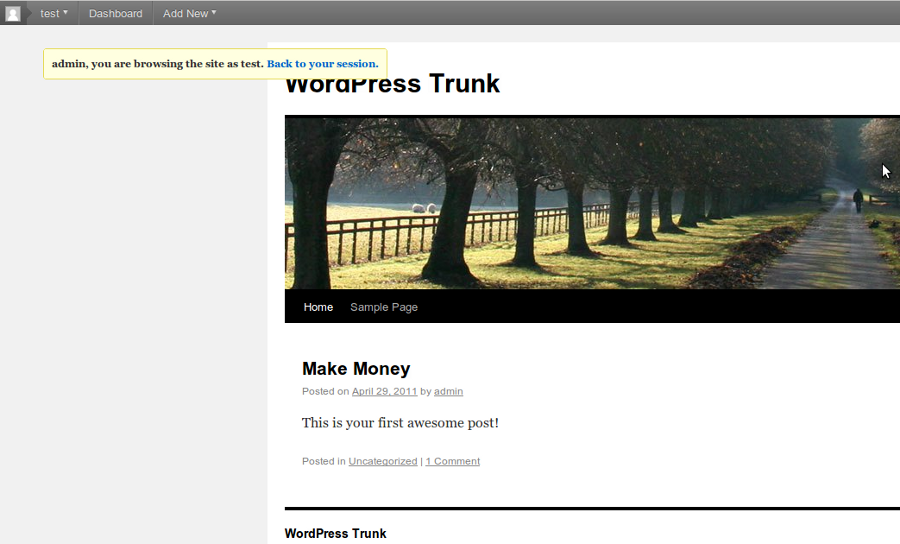 test Dashboard Add New
admin, you are browsing the site as test. Back to your session.
WordPress Trunk
Home Sample Page
Make Money
Posted on April 29, 2011 by admin
This is your first awesome post!
Posted in Uncategorized | 1 Comment
WordPress Trunk